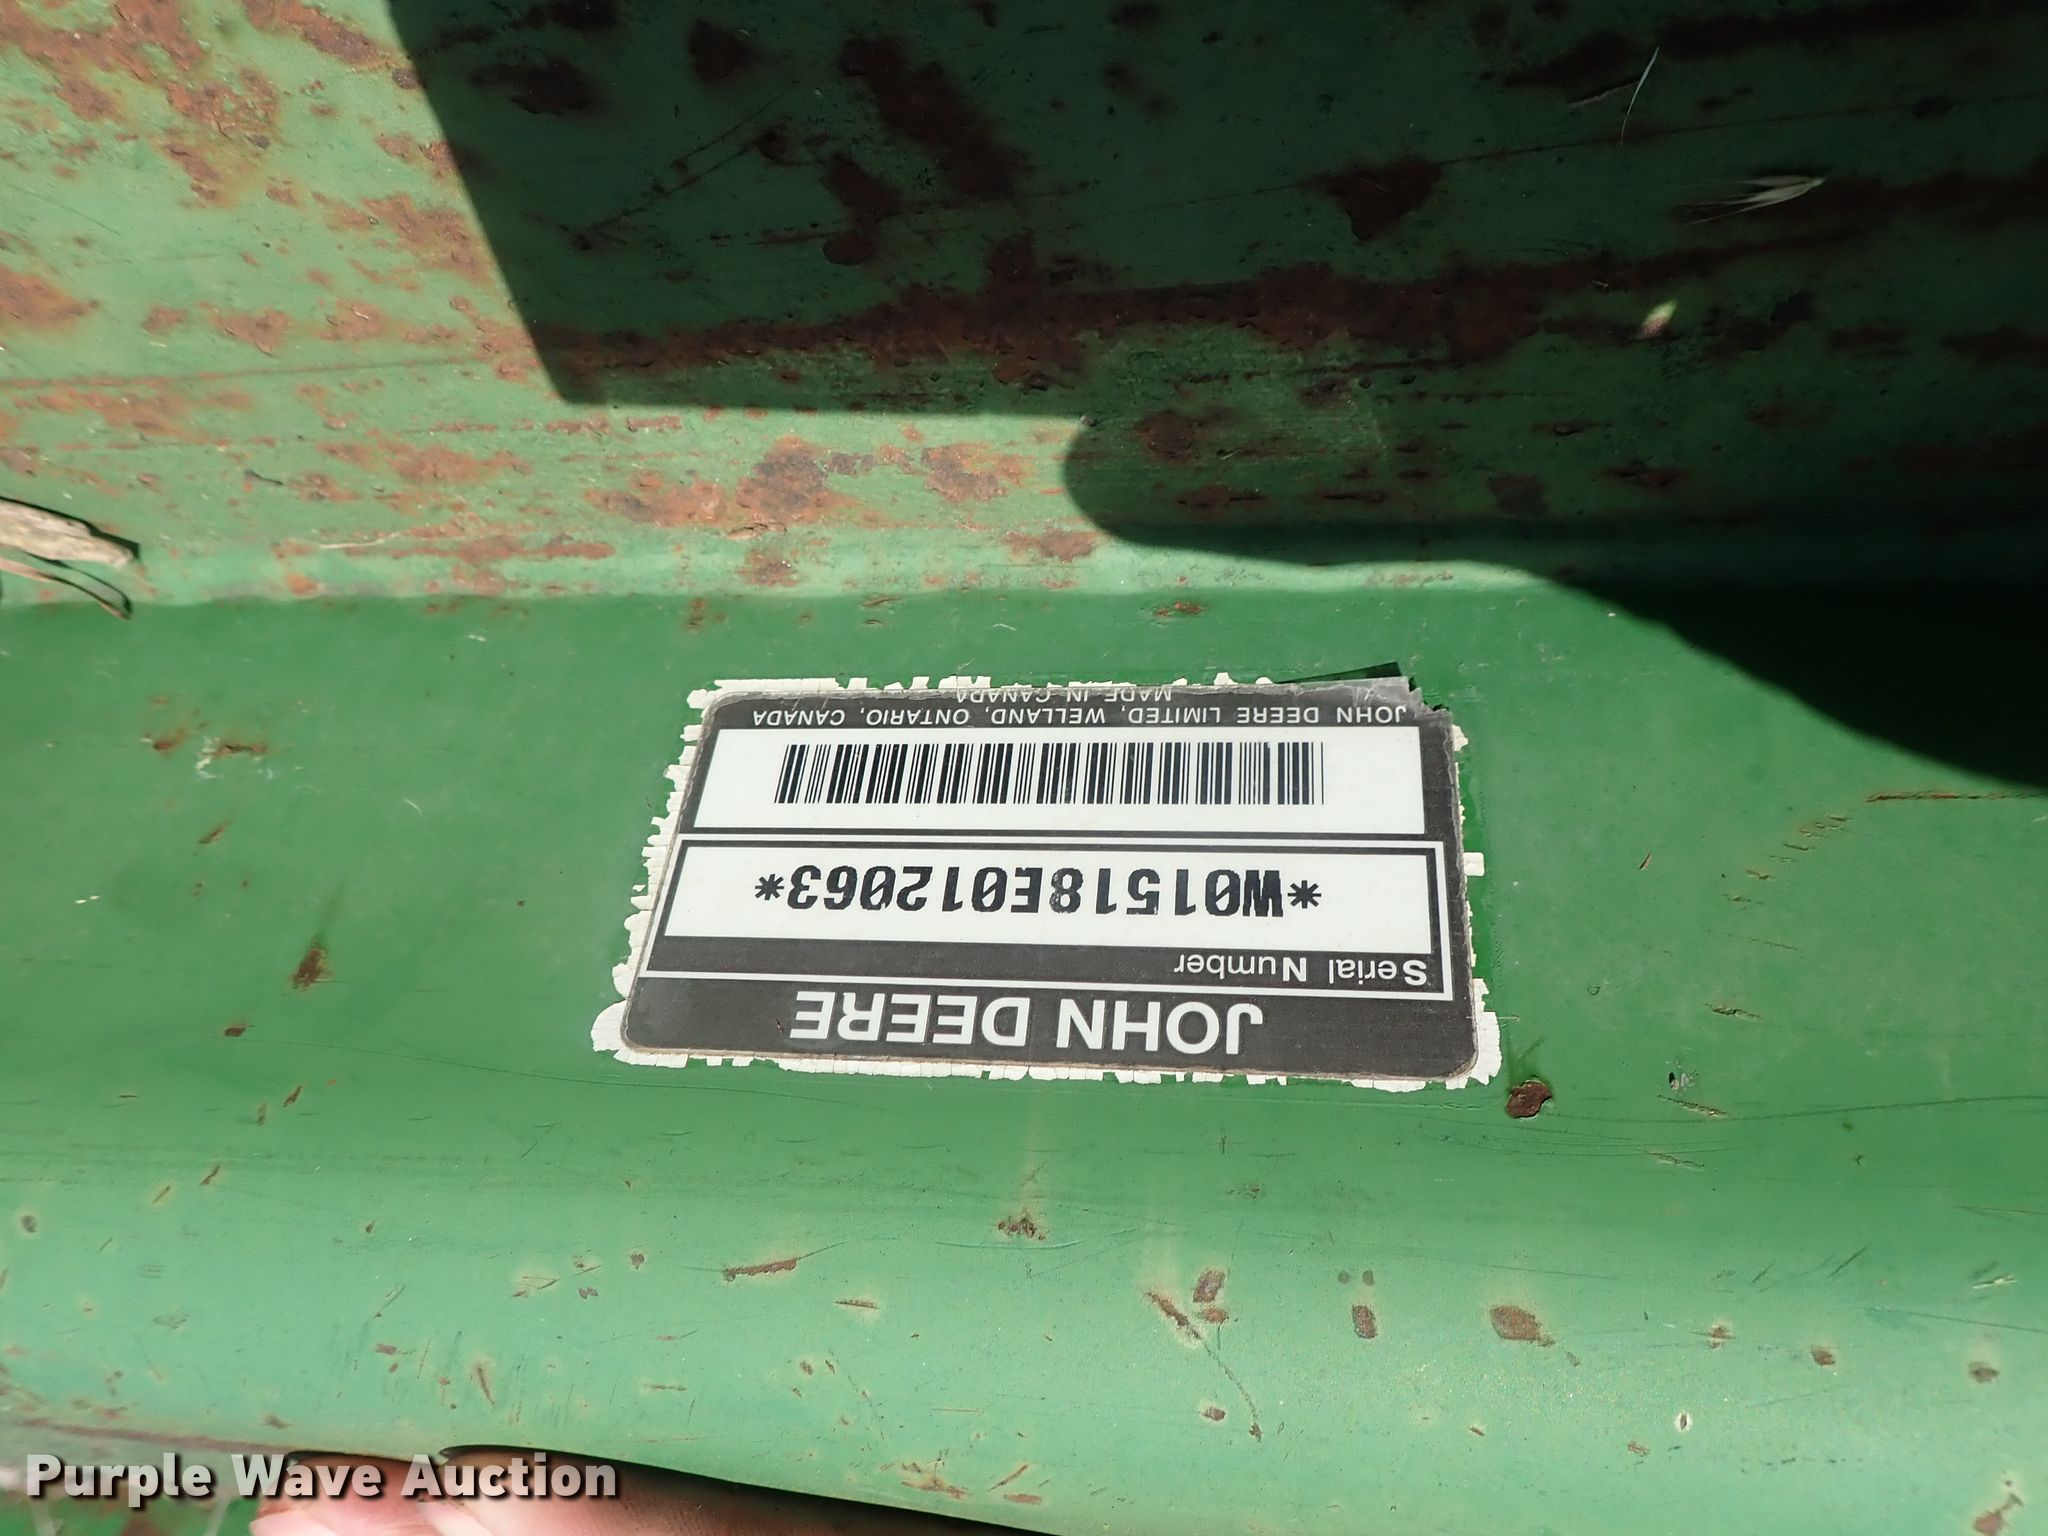 JOHN DEERE
Serial Number
*W01518E012063*
JOHN DEERE LIMITED, WELLAND, ONTARIO, CANADA
MADE IN CANADA
Purple Wave Auction